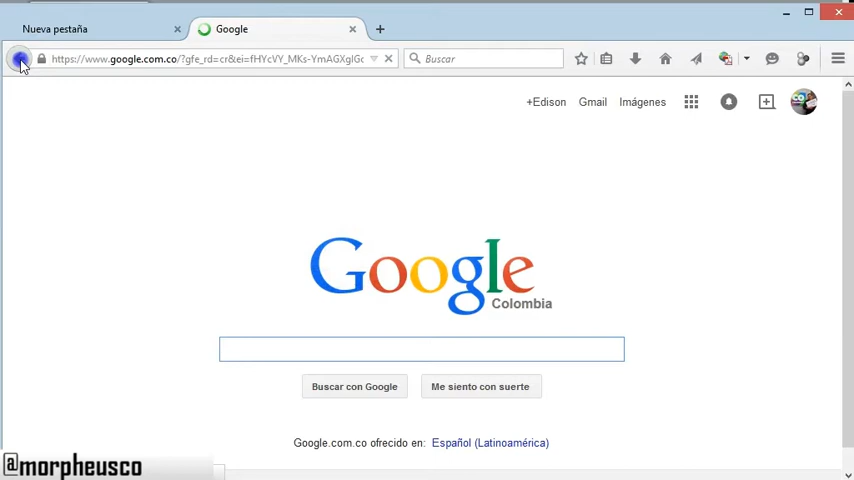 Nueva pestaña
Google
https://www.google.com.co/?gfe_rd=cr&ei=fHYcVY_MKs-YmAGXgIGc
Buscar
+Edison Gmail Imágenes
Google
Colombia
Buscar con Google Me siento con suerte
Google.com.co ofrecido en: Español (Latinoamérica)
@morpheusco